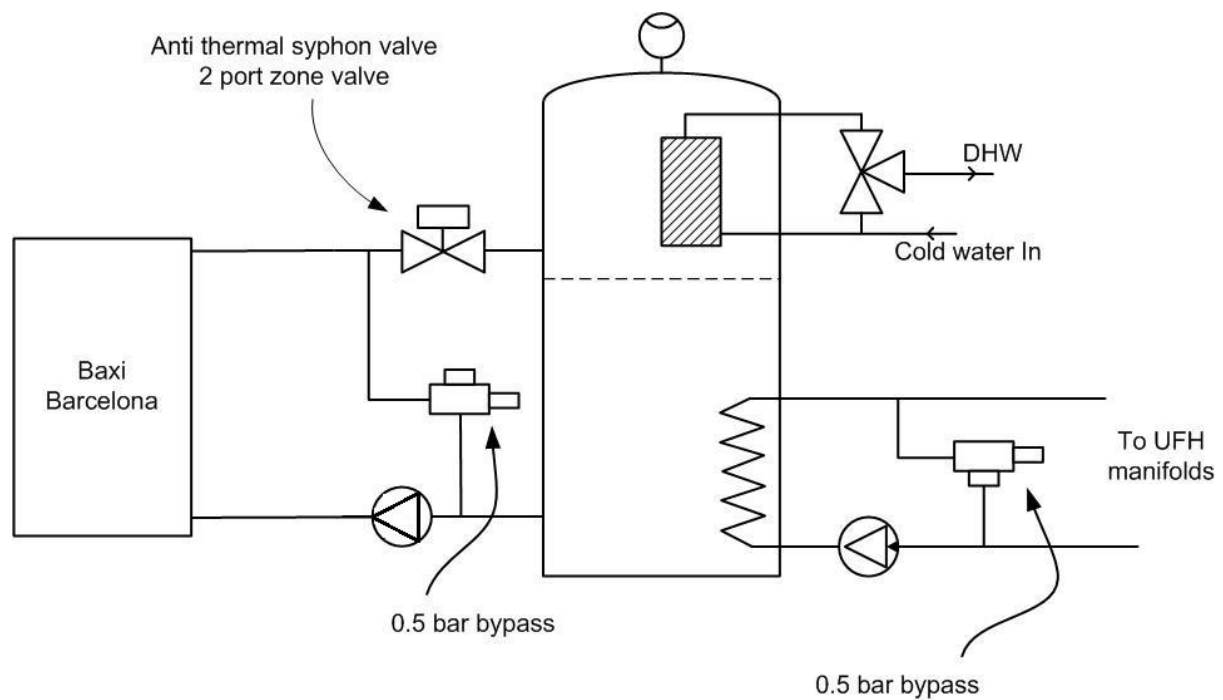 Anti thermal syphon valve
2 port zone valve
DHW
Cold water In
Baxi
Barcelona
To UFH
manifolds
0.5 bar bypass
0.5 bar bypass